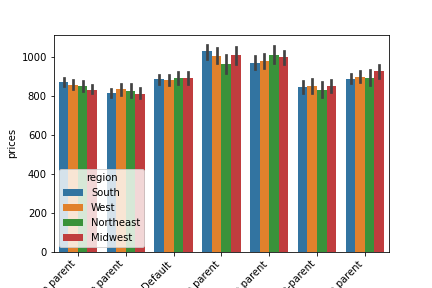 1000
800
600
400
200
0
prices
region
South
West
Northeast
Midwest
parent
parent
Default
parent
parent
-parent
parent